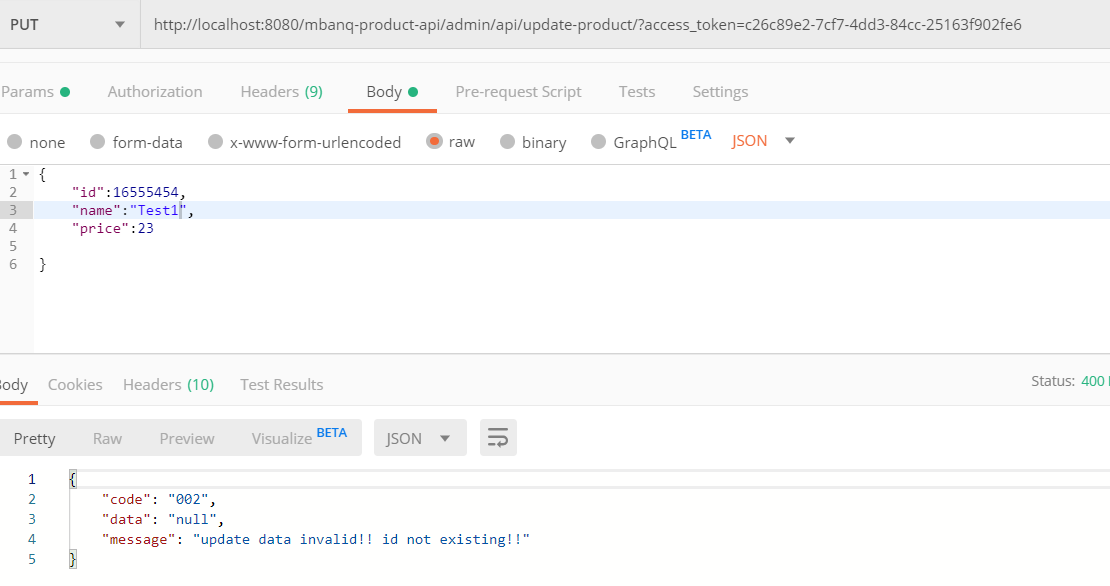 PUT http://localhost:8080/mbanq-product-api/admin/api/update-product/?access_token=c26c89e2-7cf7-4dd3-84cc-25163f902fe6
Params Authorization Headers (9) Body Pre-request Script Tests Settings
none form-data x-www-form-urlencoded raw binary GraphQL BETA JSON
1 {
2 "id":16555454,
3 "name":"Test1",
4 "price":23
5
6 }
Body Cookies Headers (10) Test Results Status: 400
Pretty Raw Preview Visualize BETA JSON
1 {
2 "code": "002",
3 "data": "null",
4 "message": "update data invalid!! id not existing!!"
5 }